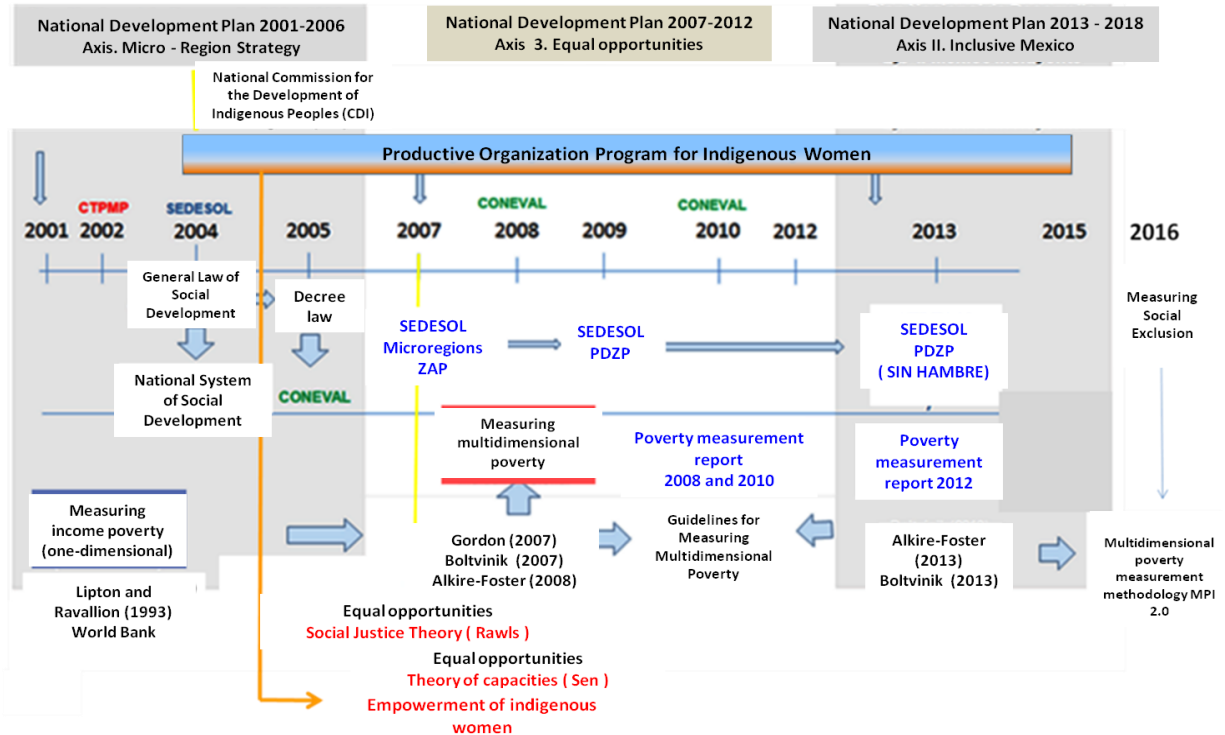 National Development Plan 2001-2006
Axis. Micro - Region Strategy
National Development Plan 2007-2012
Axis 3. Equal opportunities
National Development Plan 2013 - 2018
Axis II. Inclusive Mexico
National Commission for
the Development of
Indigenous Peoples (CDI)
Productive Organization Program for Indigenous Women
CTPMP
SEDESOL
CONEVAL
CONEVAL
2001
2002
2004
2005
2007
2008
2009
2010
2012
2013
2015
2016
General Law of
Social
Development
Decree
law
SEDESOL
Microregions
ZAP
SEDESOL
PDZP
SEDESOL
PDZP
( SIN HAMBRE)
Measuring
Social
Exclusion
National System
of Social
Development
CONEVAL
Measuring
multidimensional
poverty
Poverty measurement
report
2008 and 2010
Poverty
measurement
report 2012
Measuring
income poverty
(one-dimensional)
Lipton and
Ravallion (1993)
World Bank
Gordon (2007)
Boltvinik (2007)
Alkire-Foster (2008)
Guidelines for
Measuring
Multidimensional
Poverty
Alkire-Foster
(2013)
Boltvinik (2013)
Multidimensional
poverty
measurement
methodology MPI
2.0
Equal opportunities
Social Justice Theory ( Rawls )
Equal opportunities
Theory of capacities ( Sen )
Empowerment of indigenous
women